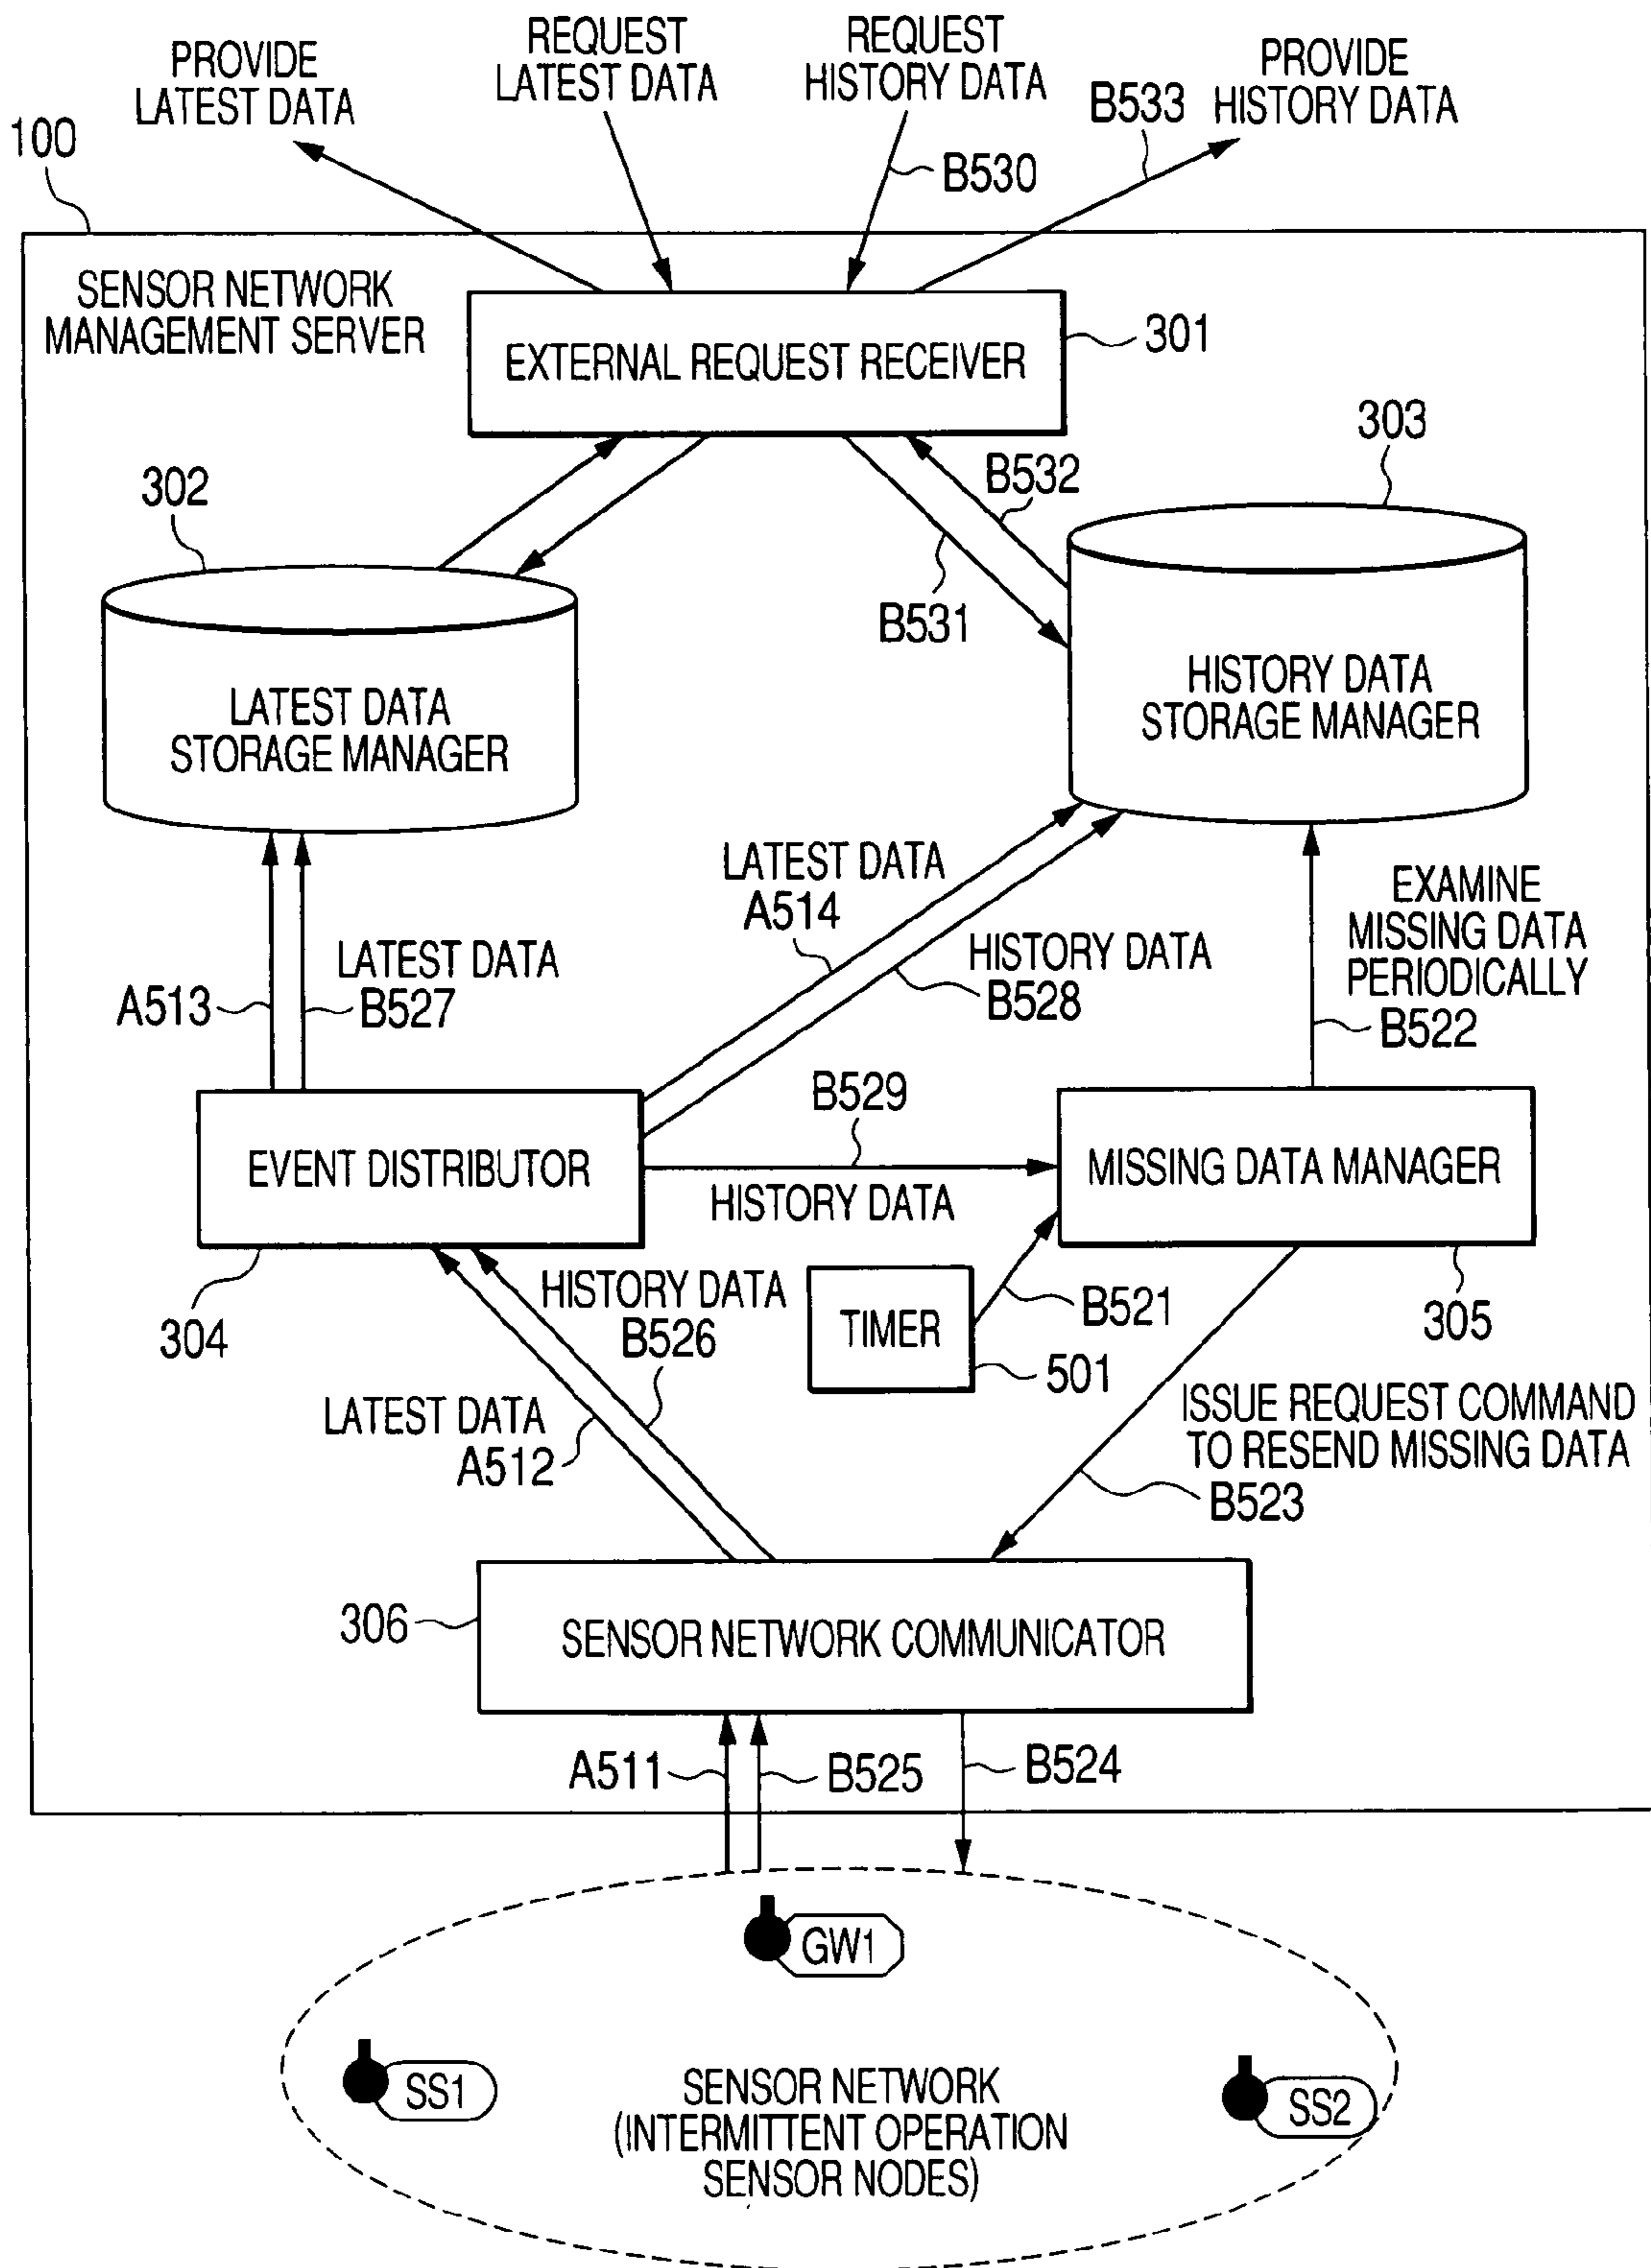 PROVIDE
LATEST DATA
REQUEST
LATEST DATA
REQUEST
HISTORY DATA
B530
B533
PROVIDE
HISTORY DATA
100
SENSOR NETWORK
MANAGEMENT SERVER
EXTERNAL REQUEST RECEIVER
301
302
303
B532
B531
LATEST DATA
STORAGE MANAGER
HISTORY DATA
STORAGE MANAGER
LATEST DATA
A514
EXAMINE
MISSING DATA
PERIODICALLY
B522
LATEST DATA
B527
A513
HISTORY DATA
B528
B529
EVENT DISTRIBUTOR
HISTORY DATA
MISSING DATA MANAGER
304
HISTORY DATA
B526
TIMER
B521
501
305
LATEST DATA
A512
ISSUE REQUEST COMMAND
TO RESEND MISSING DATA
B523
306
SENSOR NETWORK COMMUNICATOR
A511
B525
B524
GW1
SS1
SENSOR NETWORK
(INTERMITTENT OPERATION
SENSOR NODES)
SS2